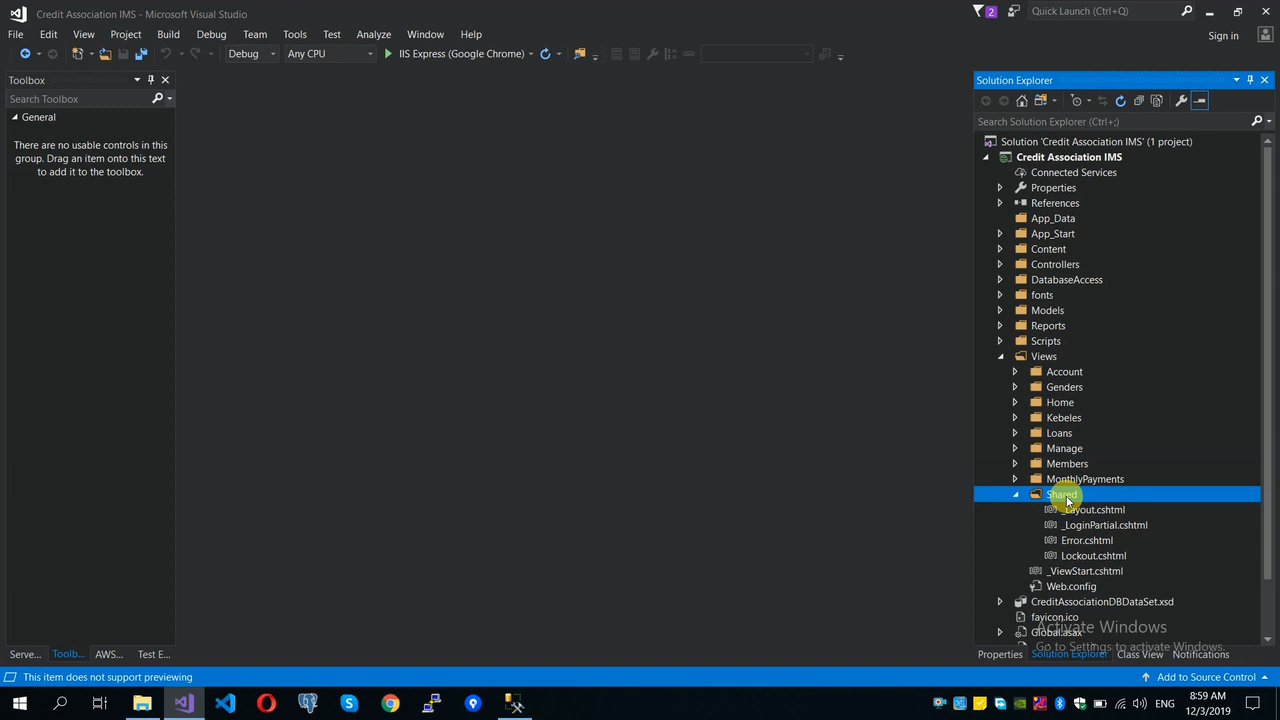 Credit Association IMS - Microsoft Visual Studio
2
Quick Launch (Ctrl+Q)
File Edit View Project Build Debug Team Tools Test Analyze Window Help
Sign in
Debug Any CPU IIS Express (Google Chrome)
Toolbox
Search Toolbox
General
There are no usable controls in this
group. Drag an item onto this text
to add it to the toolbox.
Solution Explorer
Search Solution Explorer (Ctrl+;)
Solution 'Credit Association IMS' (1 project)
Credit Association IMS
Connected Services
Properties
References
App_Data
App_Start
Content
Controllers
DatabaseAccess
fonts
Models
Reports
Scripts
Views
Account
Genders
Home
Kebeles
Loans
Manage
Members
MonthlyPayments
Shared
_Layout.cshtml
_LoginPartial.cshtml
Error.cshtml
Lockout.cshtml
_ViewStart.cshtml
Web.config
CreditAssociationDBDataSet.xsd
favicon.ico
Global.asax
Activate Windows
Go to Settings to activate Windows.
Serve... Toolb... AWS... Test E...
Properties Solution Explorer Class View Notifications
This item does not support previewing
Add to Source Control
ENG
8:59 AM
12/3/2019